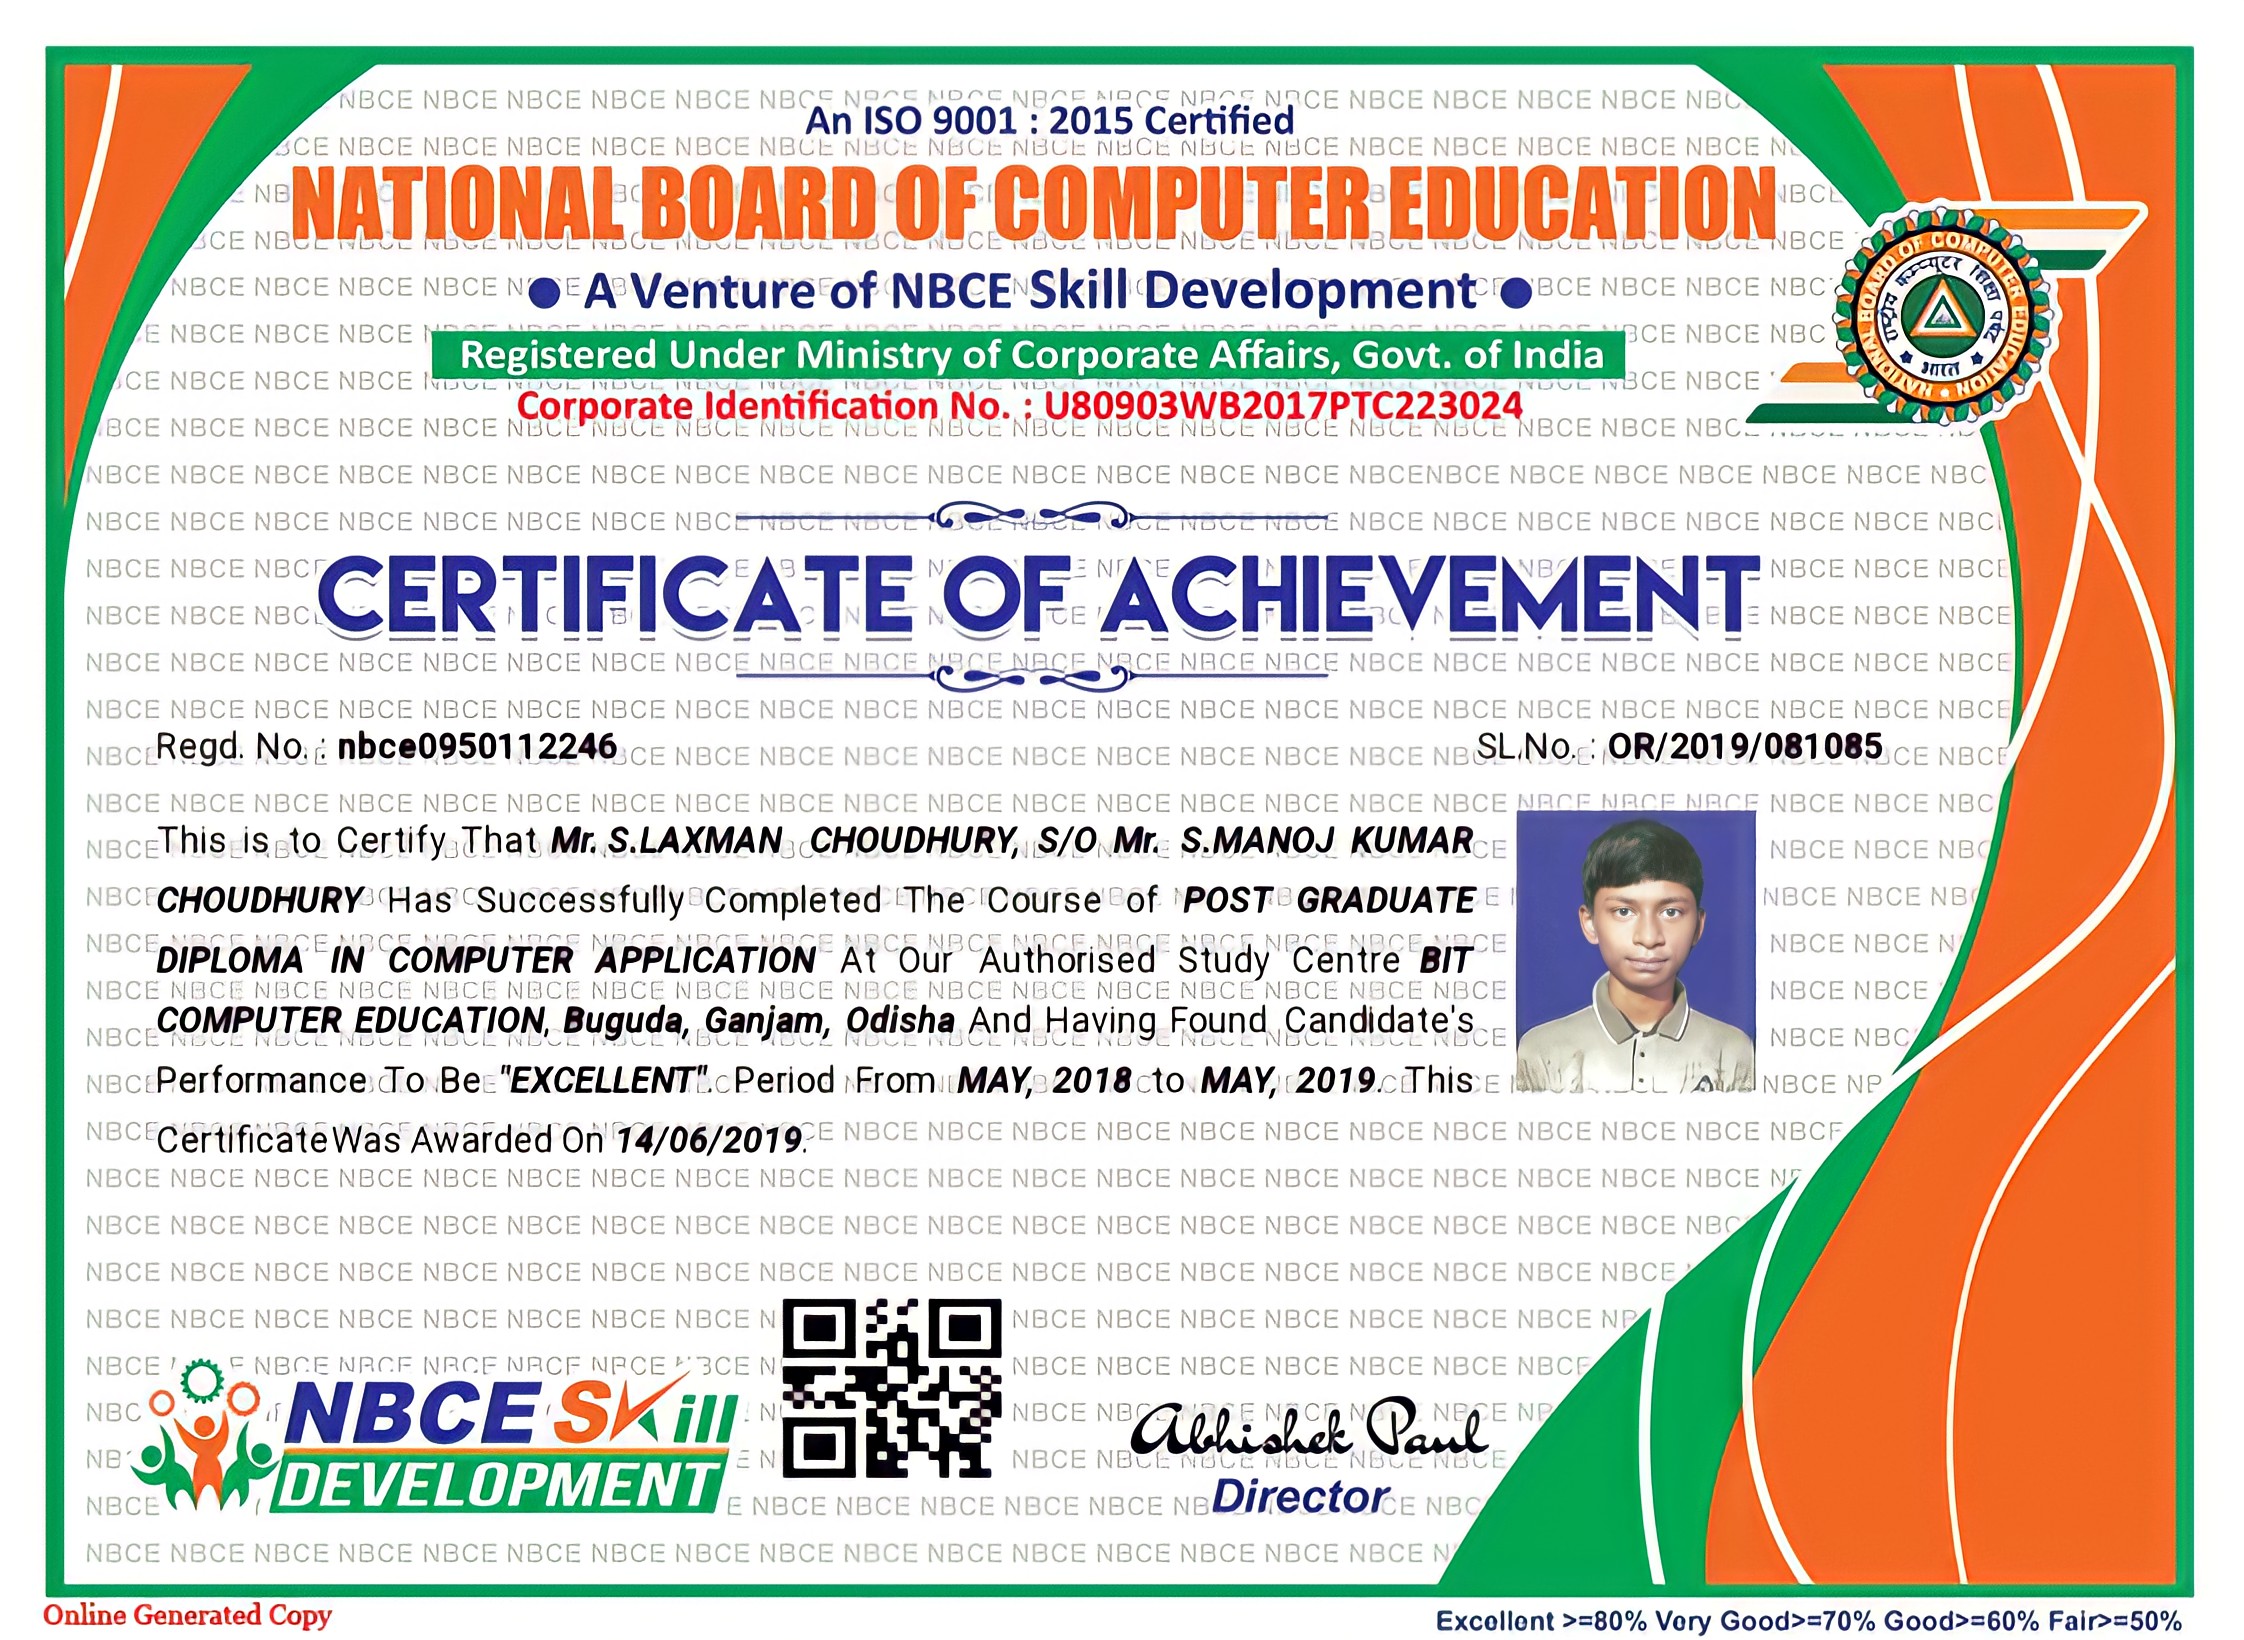 An ISO 9001 : 2015 Certified
NATIONAL BOARD OF COMPUTER EDUCATION
● A Venture of NBCE Skill Development ●
Registered Under Ministry of Corporate Affairs, Govt. of India
Corporate Identification No. : U80903WB2017PTC223024
NATIONAL BOARD OF COMPUTER EDUCATION
राष्ट्रीय कम्प्यूटर शिक्षा
भारत
CERTIFICATE OF ACHIEVEMENT
Regd. No. : nbce0950112246
SL.No. : OR/2019/081085
This is to Certify That Mr. S.LAXMAN CHOUDHURY, S/O Mr. S.MANOJ KUMAR
CHOUDHURY Has Successfully Completed The Course of POST GRADUATE
DIPLOMA IN COMPUTER APPLICATION At Our Authorised Study Centre BIT
COMPUTER EDUCATION, Buguda, Ganjam, Odisha And Having Found Candidate's
Performance To Be "EXCELLENT". Period From MAY, 2018 to MAY, 2019. This
Certificate Was Awarded On 14/06/2019.
NBCE Skill
DEVELOPMENT
Abhishek Paul
Director
Online Generated Copy
Excellent >=80% Very Good>=70% Good>=60% Fair>=50%